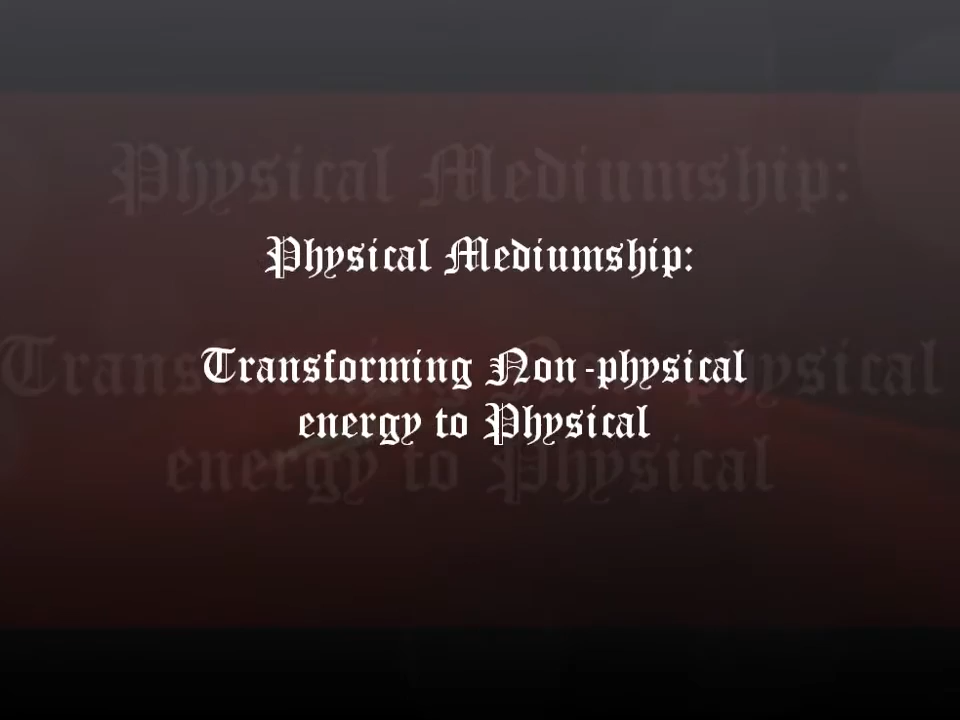 Physical Mediumship:
Transforming Non-physical
energy to Physical